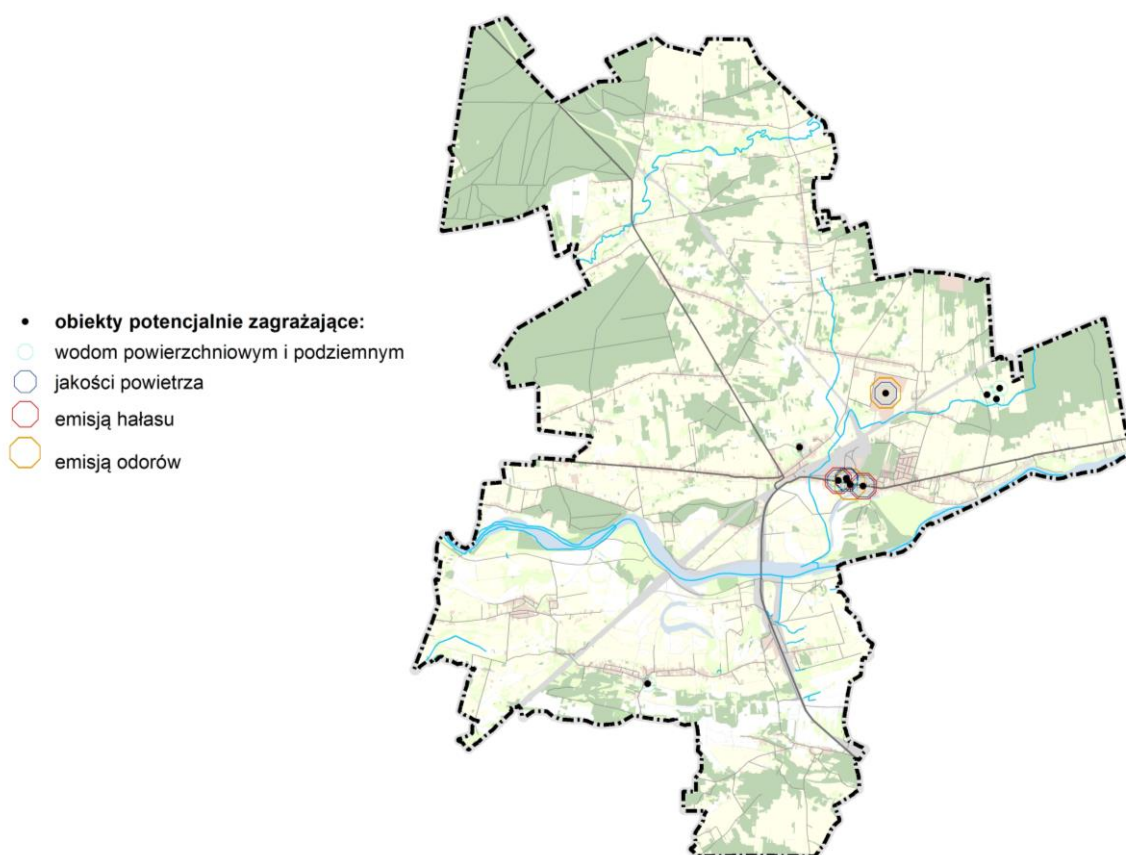 obiekty potencjalnie zagrażające:
wodom powierzchniowym i podziemnym
jakości powietrza
emisją hałasu
emisją odorów